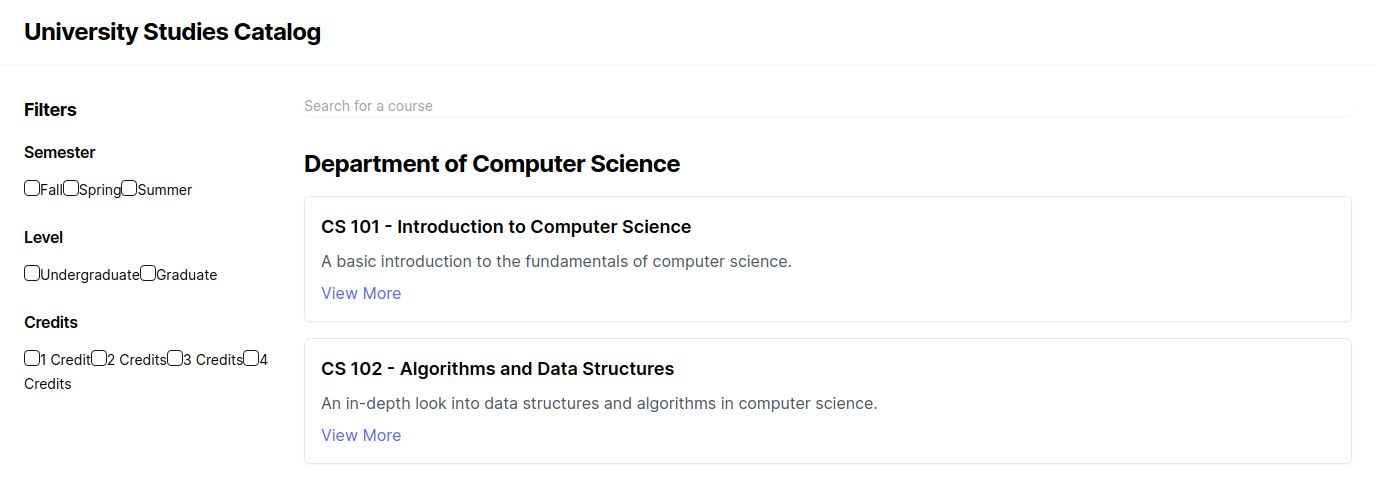 University Studies Catalog
Filters
Semester
Fall Spring Summer
Level
Undergraduate Graduate
Credits
1 Credit 2 Credits 3 Credits 4
Credits
Search for a course
Department of Computer Science
CS 101 - Introduction to Computer Science
A basic introduction to the fundamentals of computer science.
View More
CS 102 - Algorithms and Data Structures
An in-depth look into data structures and algorithms in computer science.
View More